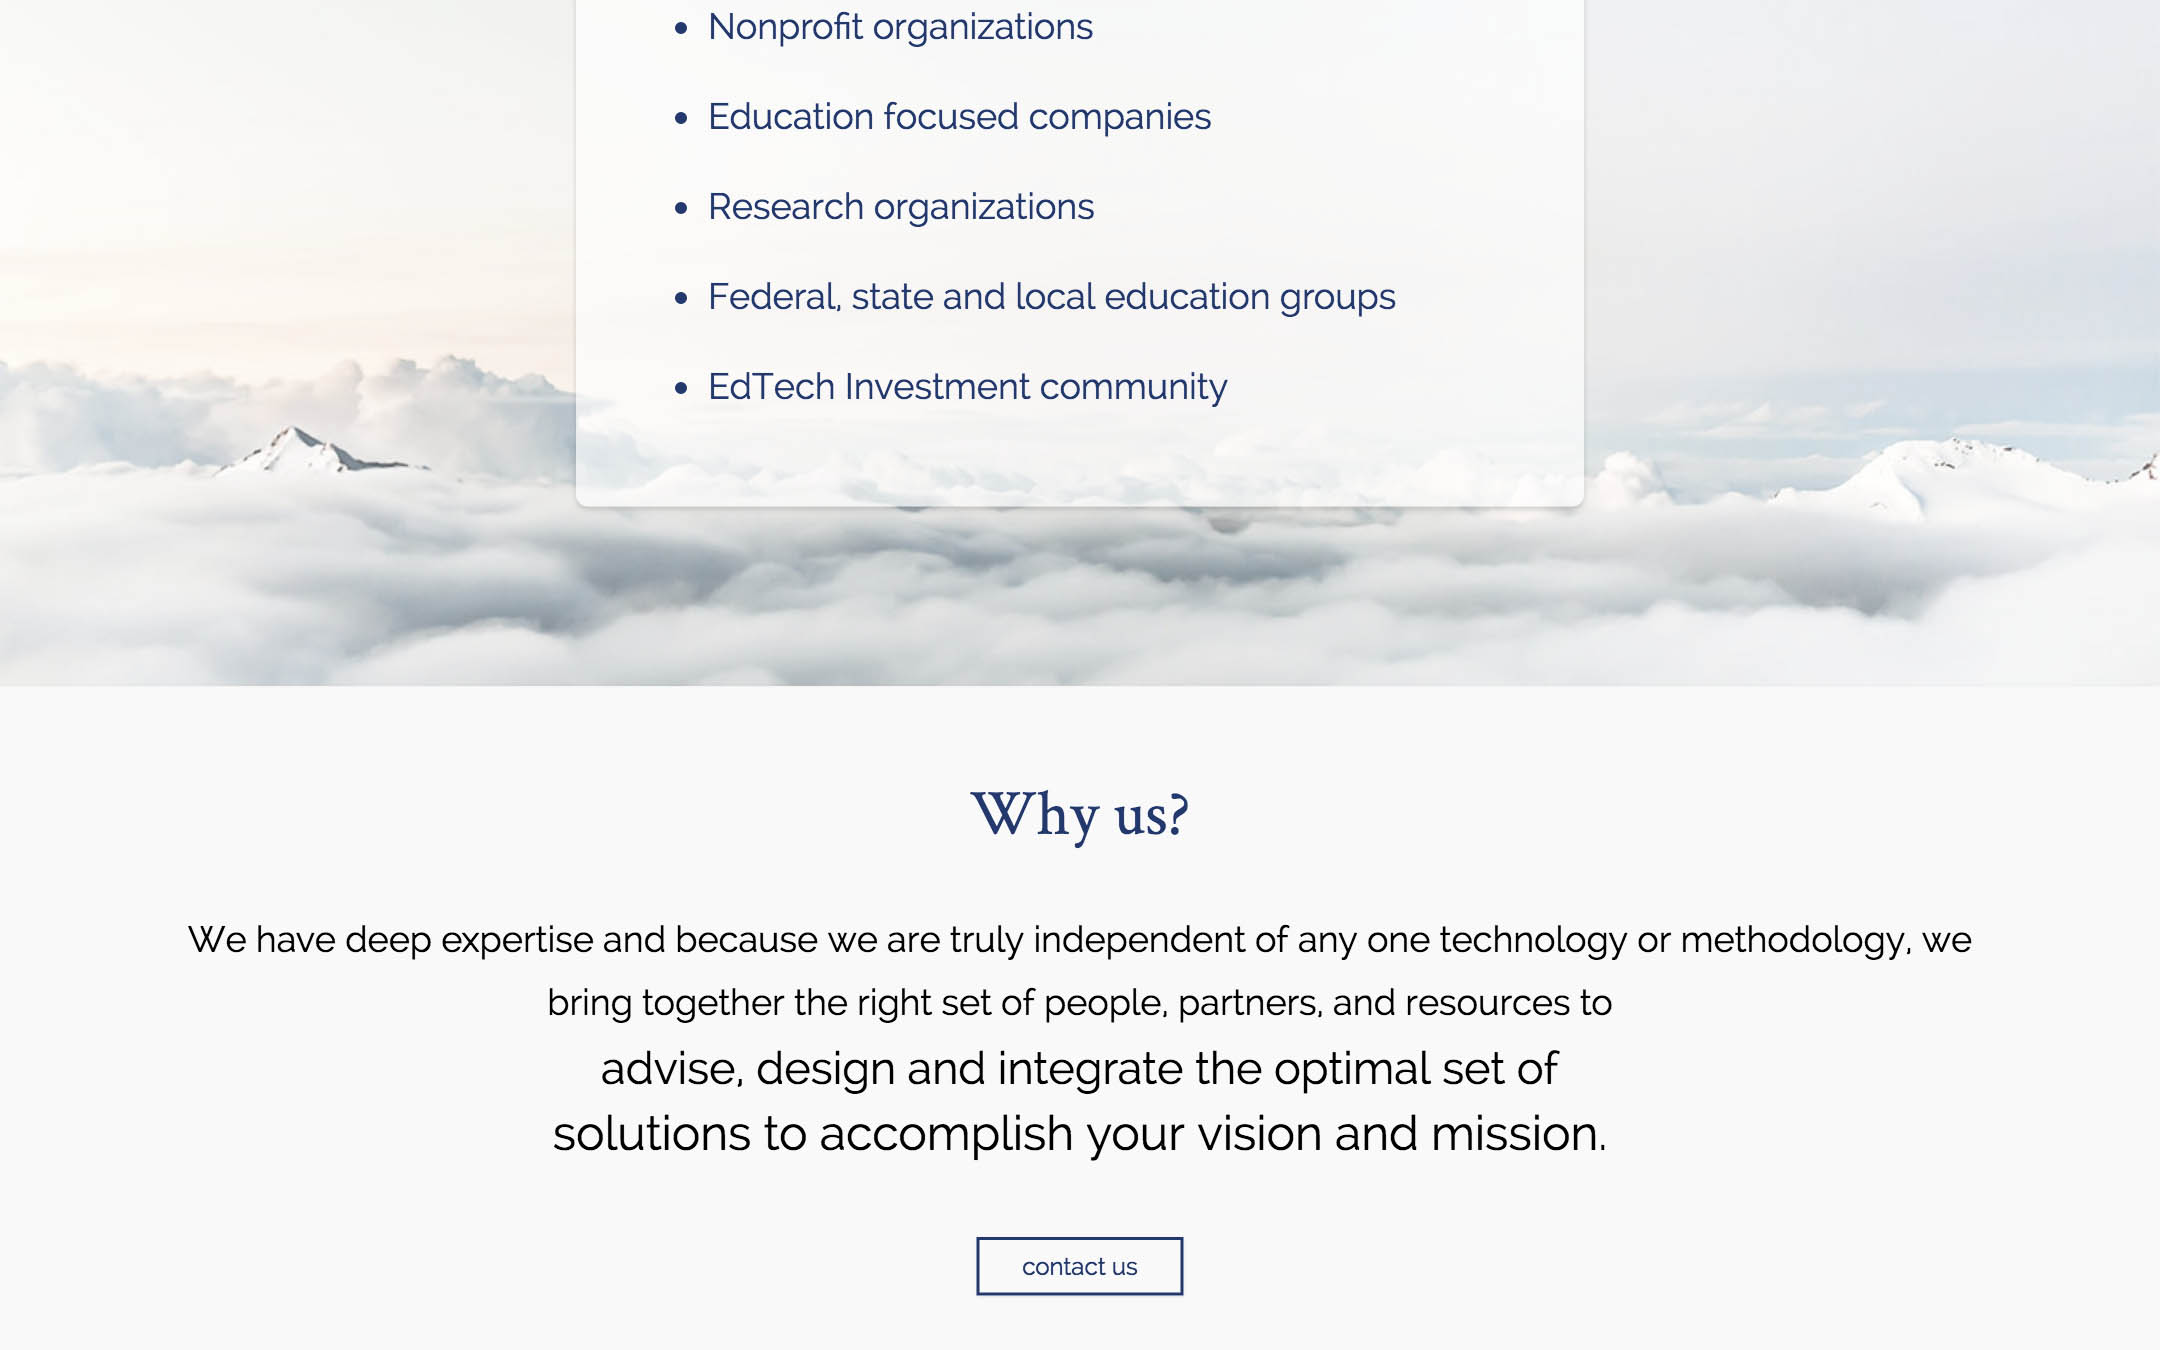 Nonprofit organizations
Education focused companies
Research organizations
Federal, state and local education groups
EdTech Investment community
Why us?
We have deep expertise and because we are truly independent of any one technology or methodology, we
bring together the right set of people, partners, and resources to
advise, design and integrate the optimal set of
solutions to accomplish your vision and mission.
contact us